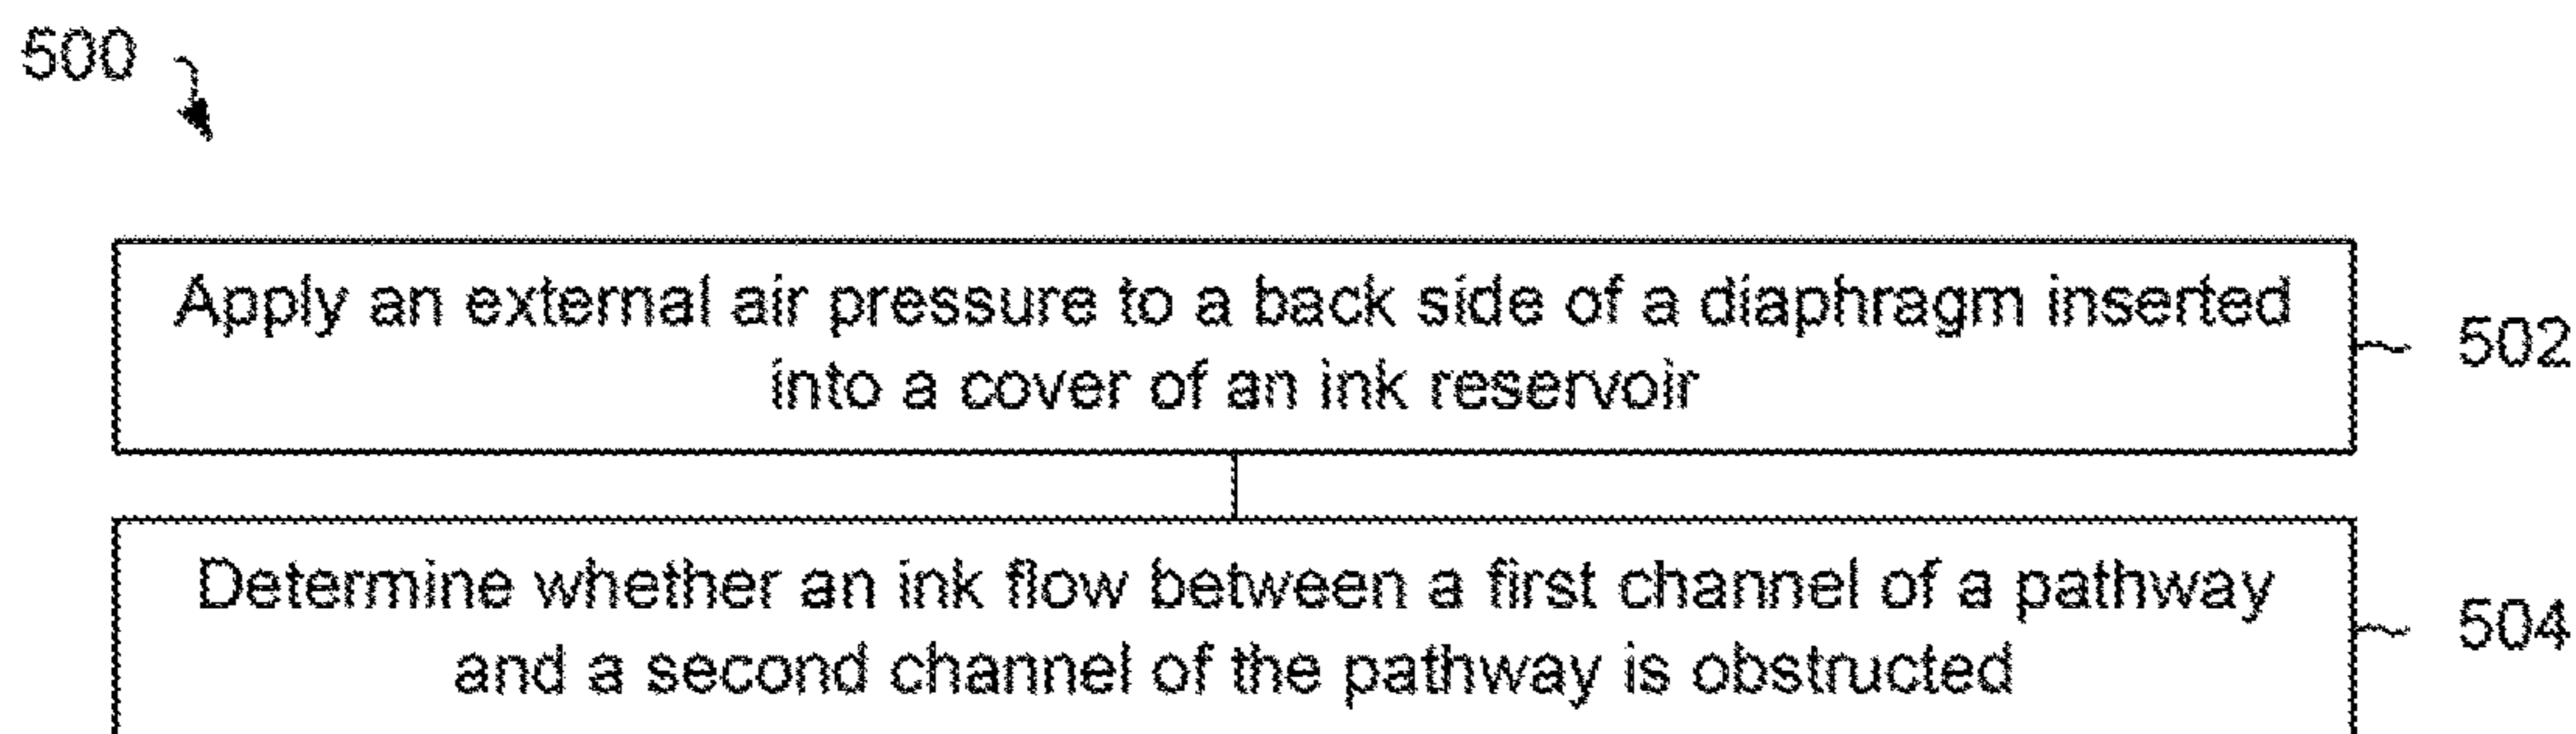 500
Apply an external air pressure to a back side of a diaphragm inserted
into a cover of an ink reservoir
502
Determine whether an ink flow between a first channel of a pathway
and a second channel of the pathway is obstructed
504